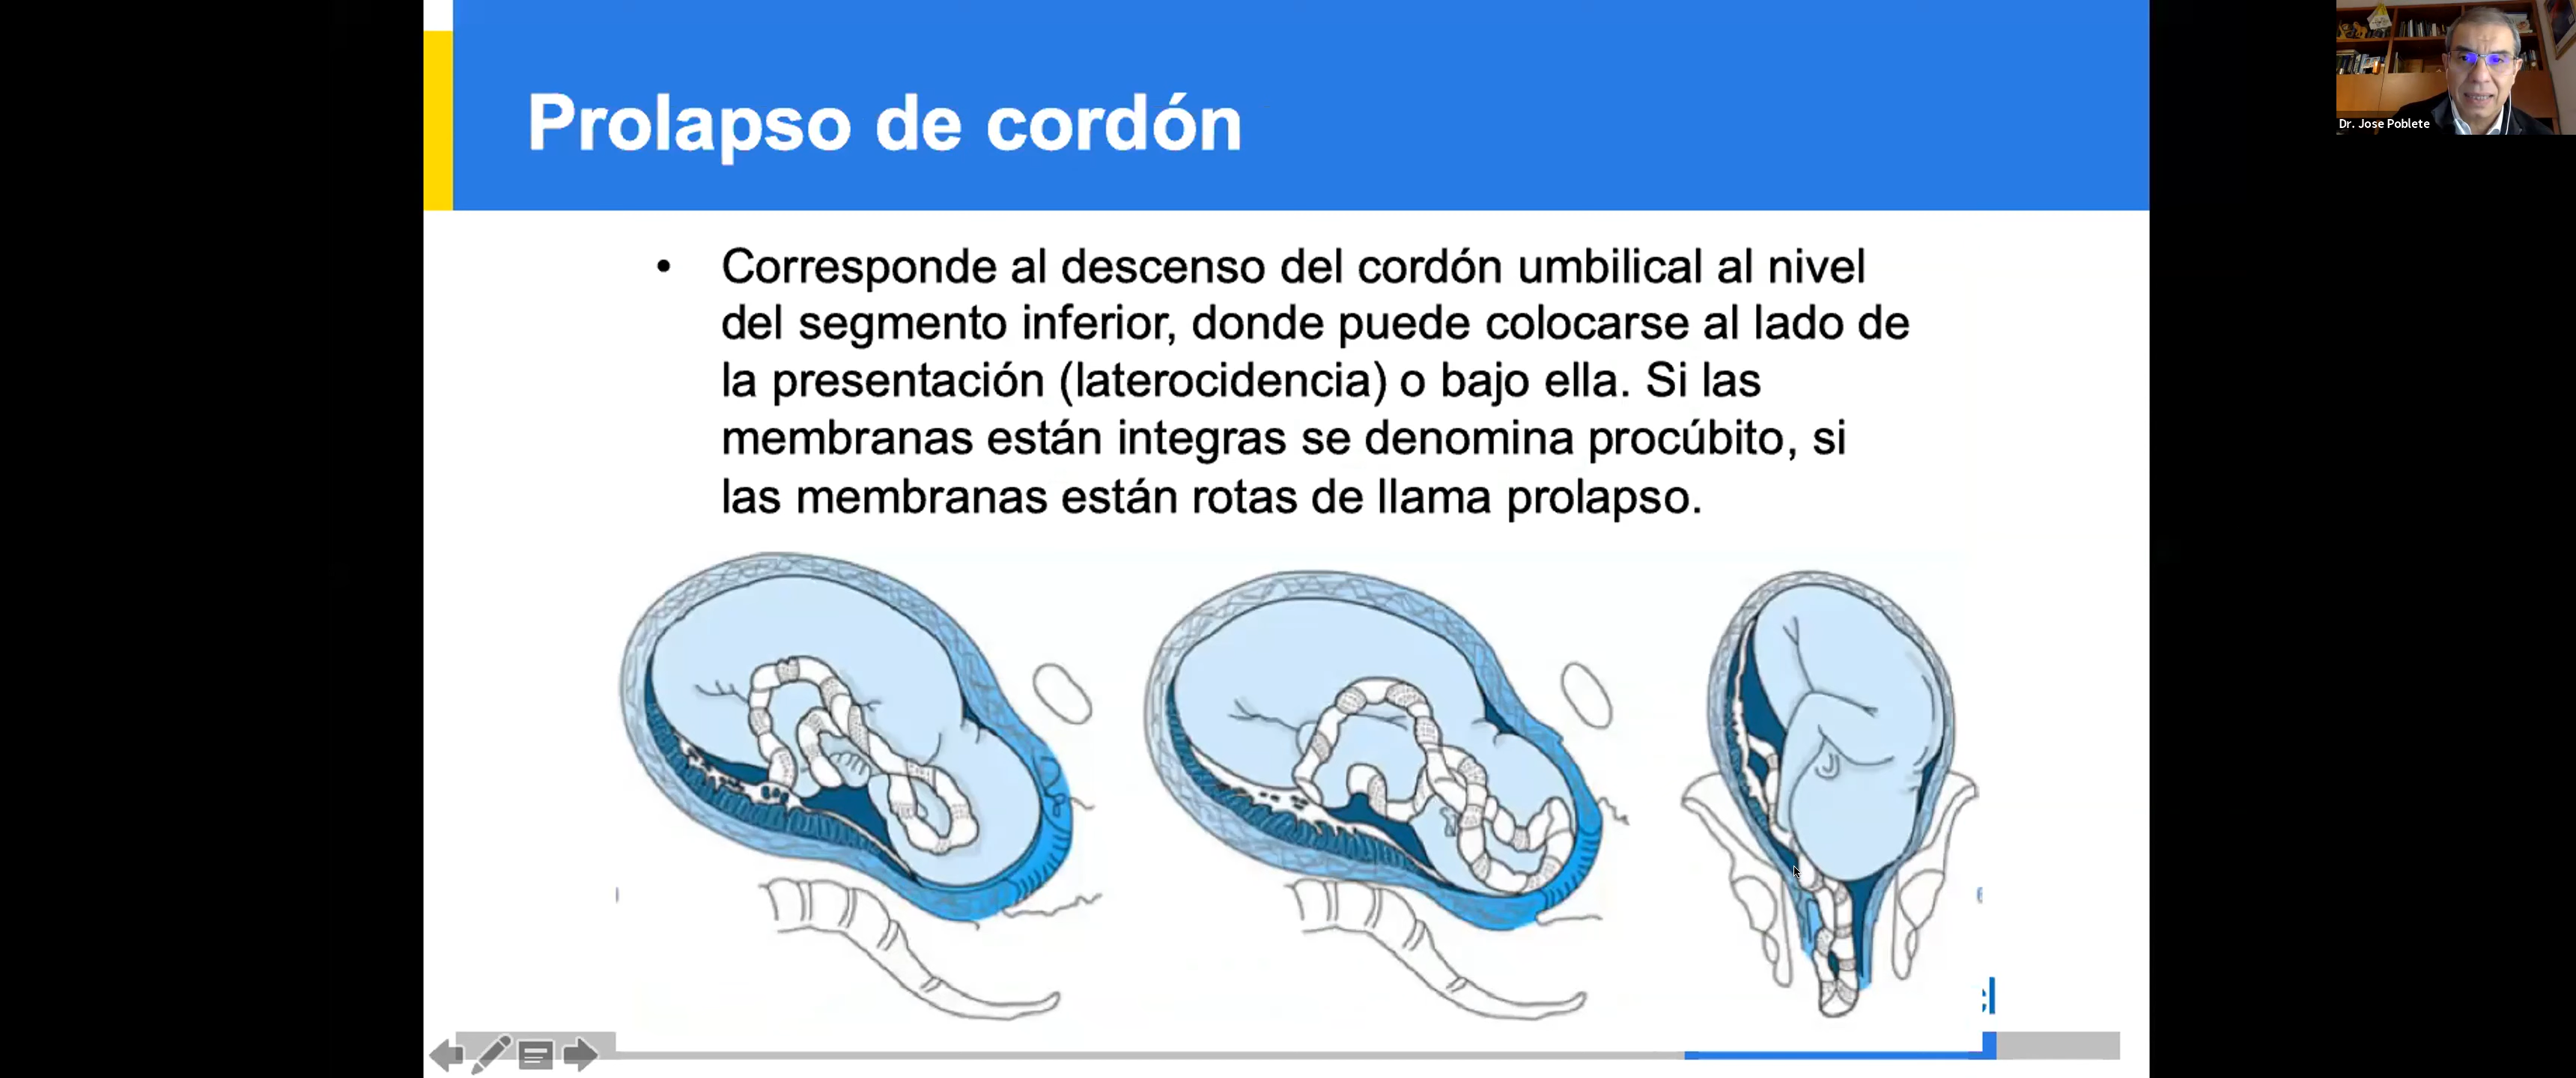 Prolapso de cordón
Dr. Jose Poblete
• Corresponde al descenso del cordón umbilical al nivel
del segmento inferior, donde puede colocarse al lado de
la presentación (laterocidencia) o bajo ella. Si las
membranas están integras se denomina procúbito, si
las membranas están rotas de llama prolapso.